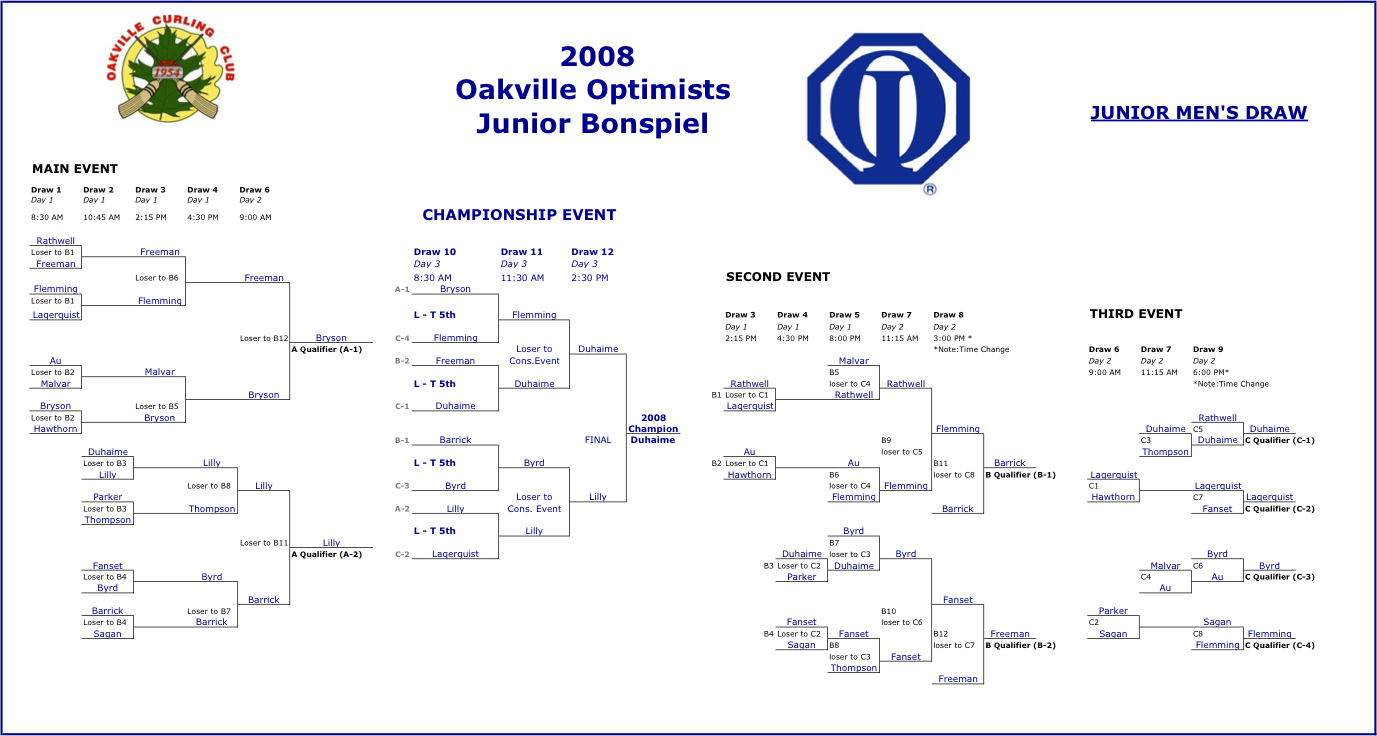 OAKVILLE CURLING CLUB
1954
2008
Oakville Optimists
Junior Bonspiel
®
JUNIOR MEN'S DRAW
MAIN EVENT
Draw 1 Draw 2 Draw 3 Draw 4 Draw 6
Day 1 Day 1 Day 1 Day 1 Day 2
8:30 AM 10:45 AM 2:15 PM 4:30 PM 9:00 AM
Rathwell
Loser to B1 Freeman
Freeman
Loser to B6 Freeman
Flemming
Loser to B1 Flemming
Lagerquist
Loser to B12 Bryson
A Qualifier (A-1)
Au
Loser to B2 Malvar
Malvar
Bryson
Bryson Loser to B5
Loser to B2 Bryson
Hawthorn
Duhaime
Loser to B3 Lilly
Lilly
Loser to B8 Lilly
Parker
Loser to B3 Thompson
Thompson
Loser to B11 Lilly
A Qualifier (A-2)
Fanset
Loser to B4 Byrd
Byrd
Barrick
Barrick Loser to B7
Loser to B4 Barrick
Sagan
CHAMPIONSHIP EVENT
Draw 10 Draw 11 Draw 12
Day 3 Day 3 Day 3
8:30 AM 11:30 AM 2:30 PM
A-1 Bryson
L - T 5th Flemming
C-4 Flemming
Loser to Duhaime
B-2 Freeman Cons.Event
L - T 5th Duhaime
C-1 Duhaime
2008
Champion
B-1 Barrick FINAL Duhaime
L - T 5th Byrd
C-3 Byrd
Loser to Lilly
A-2 Lilly Cons. Event
L - T 5th Lilly
C-2 Lagerquist
SECOND EVENT
Draw 3 Draw 4 Draw 5 Draw 7 Draw 8
Day 1 Day 1 Day 1 Day 2 Day 2
2:15 PM 4:30 PM 8:00 PM 11:15 AM 3:00 PM *
*Note:Time Change
Malvar
B5
Rathwell loser to C4 Rathwell
B1 Loser to C1 Rathwell
Lagerquist
Flemming
B9
Au loser to C5
B2 Loser to C1 Au B11 Barrick
Hawthorn B6 loser to C8 B Qualifier (B-1)
loser to C4 Flemming
Flemming
Barrick
Byrd
B7
Duhaime loser to C3 Byrd
B3 Loser to C2 Duhaime
Parker
Fanset
B10
Fanset loser to C6
B4 Loser to C2 Fanset B12 Freeman
Sagan B8 loser to C7 B Qualifier (B-2)
loser to C3 Fanset
Thompson
Freeman
THIRD EVENT
Draw 6 Draw 7 Draw 9
Day 2 Day 2 Day 2
9:00 AM 11:15 AM 6:00 PM*
*Note:Time Change
Rathwell
Duhaime C5 Duhaime
C3 Duhaime C Qualifier (C-1)
Thompson
Lagerquist
C1 Lagerquist
Hawthorn C7 Lagerquist
Fanset C Qualifier (C-2)
Byrd
Malvar C6 Byrd
C4 Au C Qualifier (C-3)
Au
Parker
C2 Sagan
Sagan C8 Flemming
Flemming C Qualifier (C-4)